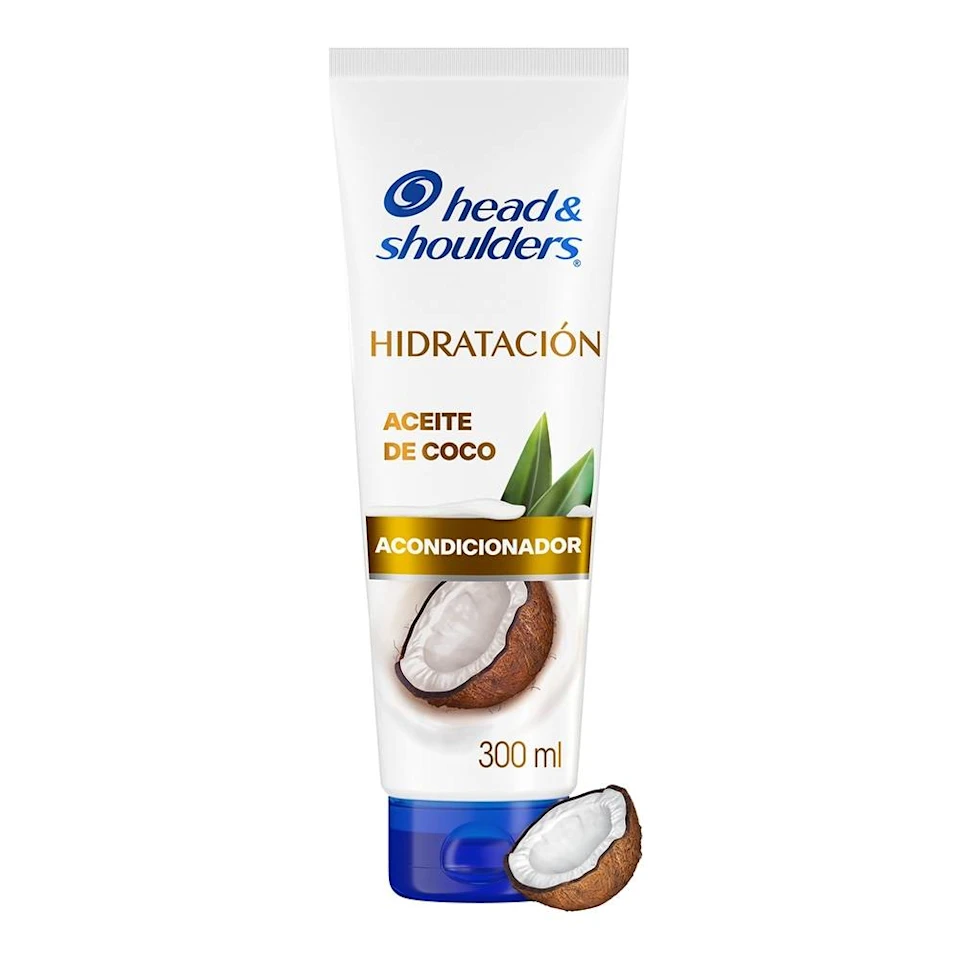 head &
shoulders®
HIDRATACIÓN
ACEITE
DE COCO
ACONDICIONADOR
300 ml